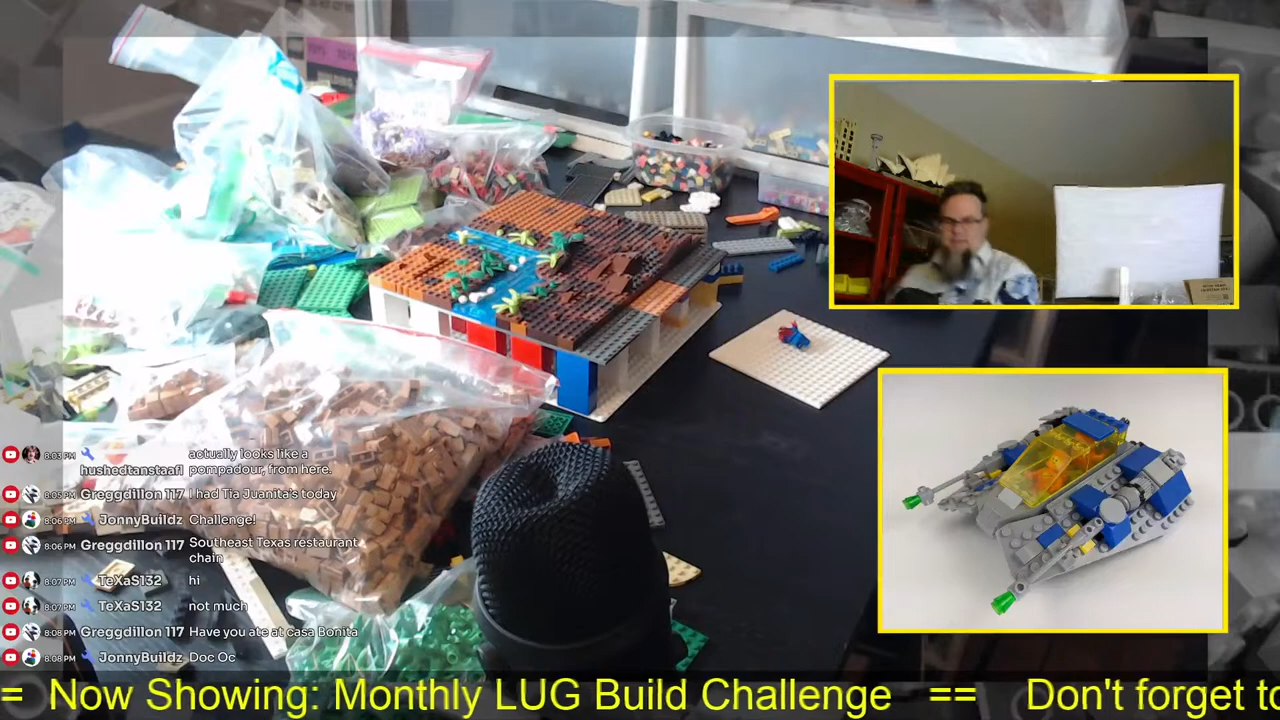 8:03 PM hushedtanstaafl actually looks like a
pompadour, from here.
8:05 PM Greggdillon 117 I had Tia Juanita's today
8:06 PM JonnyBuildz Challenge!
8:06 PM Greggdillon 117 Southeast Texas restaurant
chain
8:07 PM TeXaS132 hi
8:07 PM TeXaS132 not much
8:08 PM Greggdillon 117 Have you ate at casa Bonita
8:08 PM JonnyBuildz Doc Oc
= Now Showing: Monthly LUG Build Challenge == Don't forget to